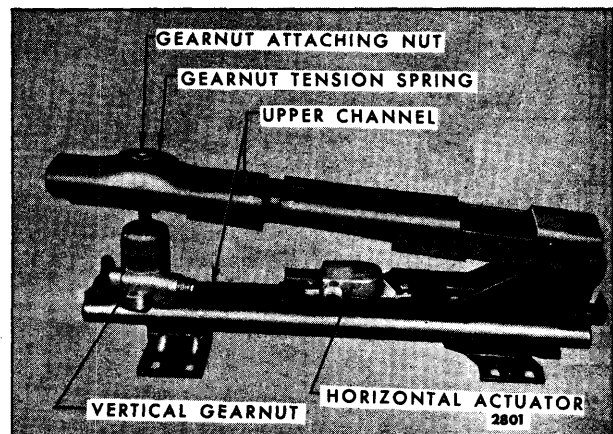 GEARNUT ATTACHING NUT
GEARNUT TENSION SPRING
UPPER CHANNEL
VERTICAL GEARNUT
HORIZONTAL ACTUATOR
2801